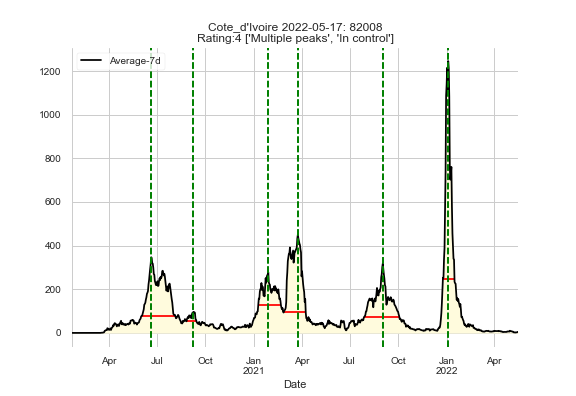 Cote_d'Ivoire 2022-05-17: 82008
Rating:4 ['Multiple peaks', 'In control']
Average-7d
1200
1000
800
600
400
200
0
Apr Jul Oct Jan Apr Jul Oct Jan Apr
2021 2022
Date